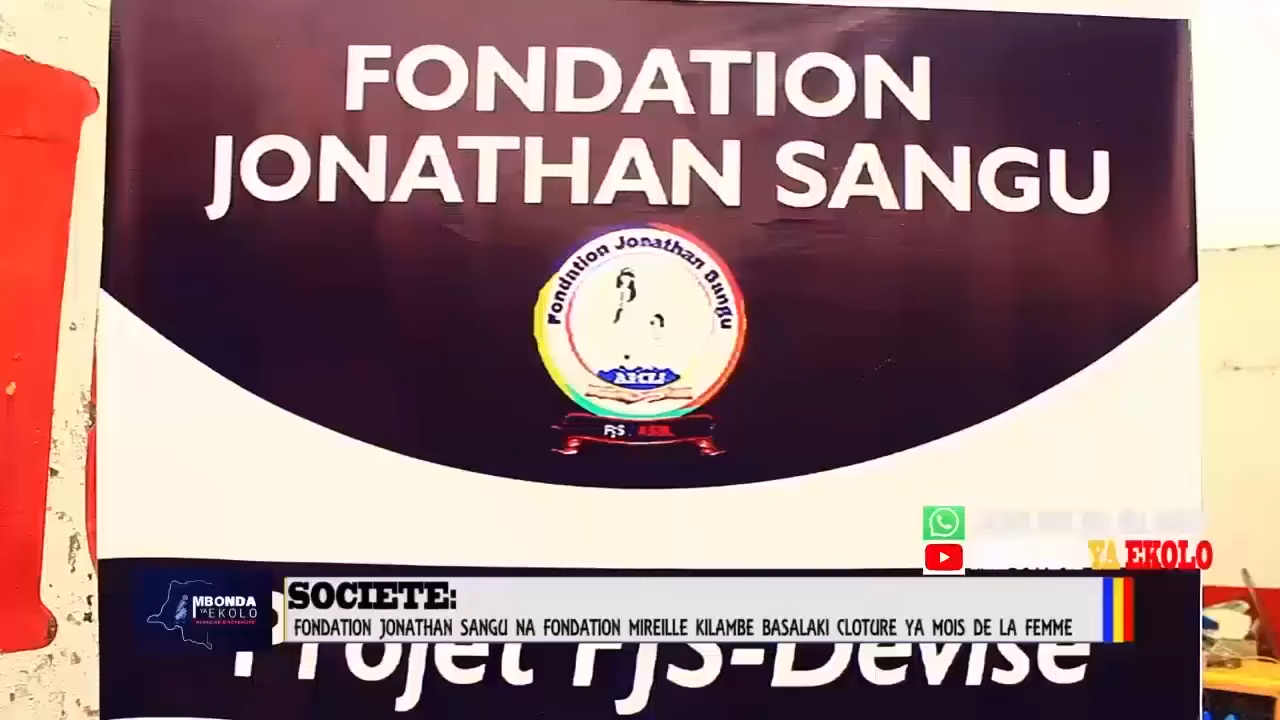 FONDATION
JONATHAN SANGU
Fondation Jonathan Sangu
FJS
YA EKOLO
MBONDA
YA EKOLO
SOCIETE:
FONDATION JONATHAN SANGU NA FONDATION MIREILLE KILAMBE BASALAKI CLOTURE YA MOIS DE LA FEMME
Projet FJS-Devise